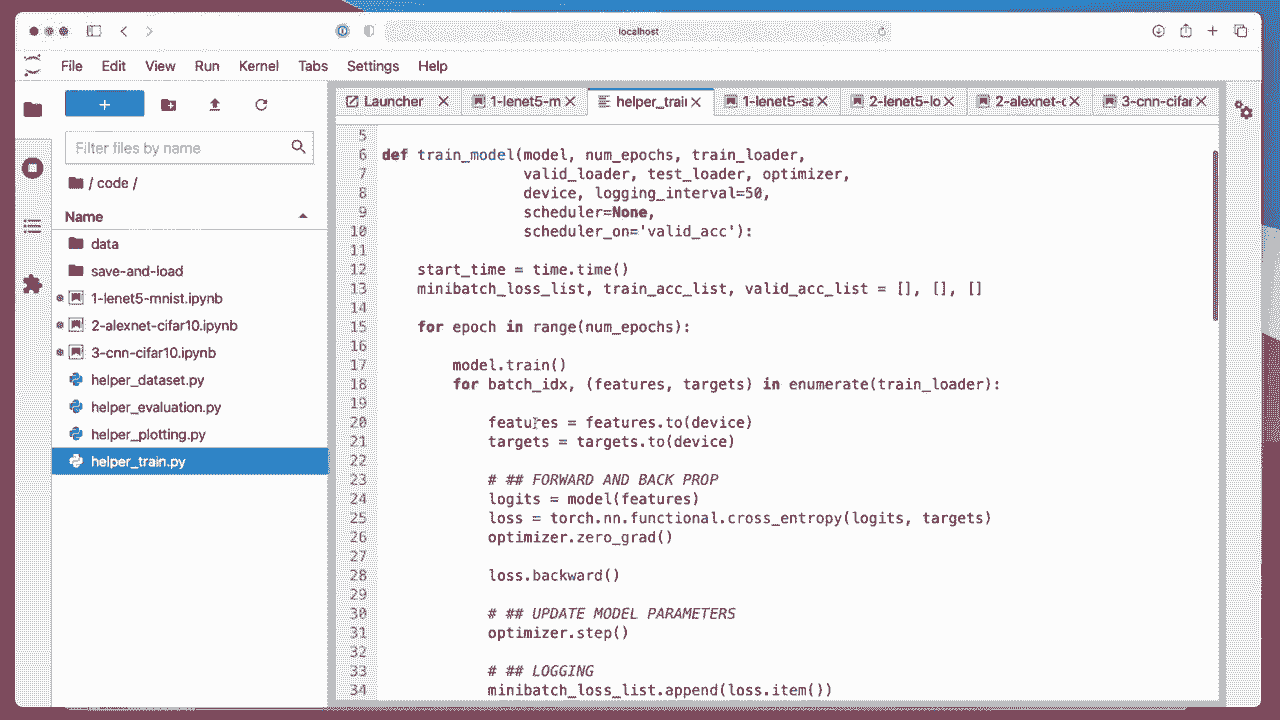 localhost
File Edit View Run Kernel Tabs Settings Help
+
Filter files by name
/ code /
Name
data
save-and-load
1-lenet5-mnist.ipynb
2-alexnet-cifar10.ipynb
3-cnn-cifar10.ipynb
helper_dataset.py
helper_evaluation.py
helper_plotting.py
helper_train.py
Launcher 1-lenet5-m helper_trai 1-lenet5-sa 2-lenet5-lo 2-alexnet-c 3-cnn-cifar
5
6 def train_model(model, num_epochs, train_loader,
7 valid_loader, test_loader, optimizer,
8 device, logging_interval=50,
9 scheduler=None,
10 scheduler_on='valid_acc'):
11
12 start_time = time.time()
13 minibatch_loss_list, train_acc_list, valid_acc_list = [], [], []
14
15 for epoch in range(num_epochs):
16
17 model.train()
18 for batch_idx, (features, targets) in enumerate(train_loader):
19
20 features = features.to(device)
21 targets = targets.to(device)
22
23 # ## FORWARD AND BACK PROP
24 logits = model(features)
25 loss = torch.nn.functional.cross_entropy(logits, targets)
26 optimizer.zero_grad()
27
28 loss.backward()
29
30 # ## UPDATE MODEL PARAMETERS
31 optimizer.step()
32
33 # ## LOGGING
34 minibatch_loss_list.append(loss.item())